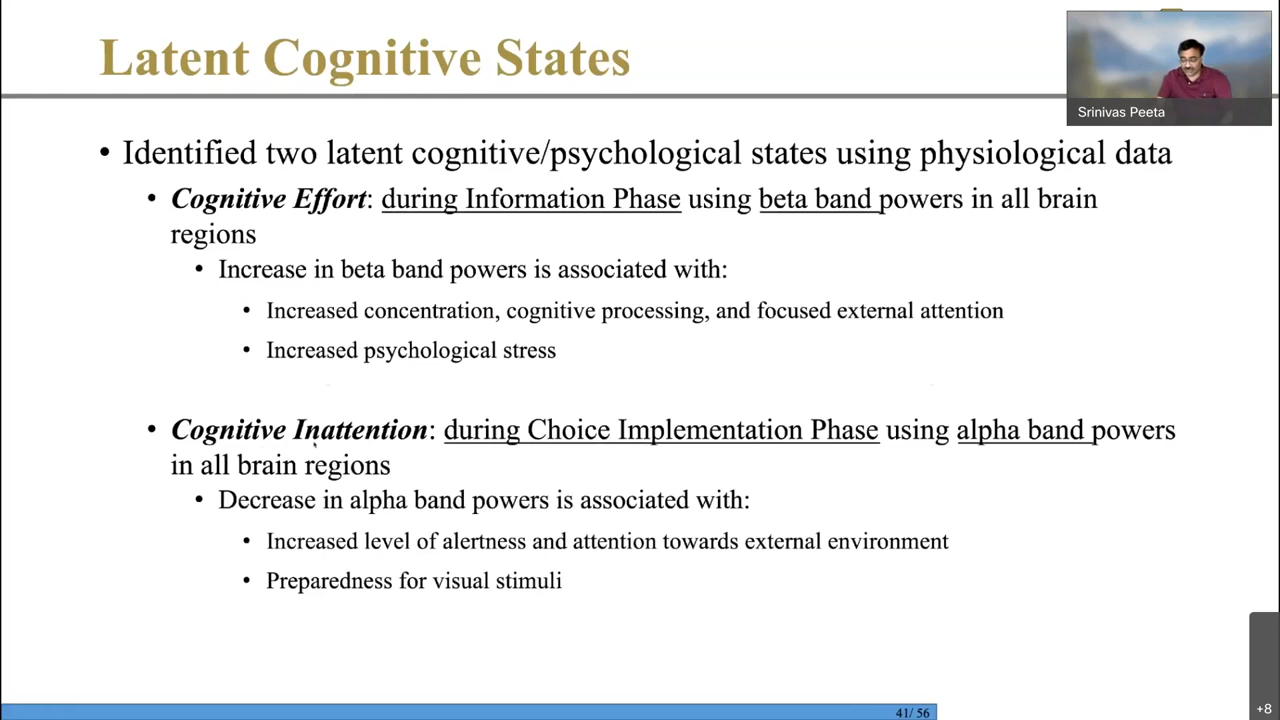 Latent Cognitive States
Srinivas Peeta
• Identified two latent cognitive/psychological states using physiological data
• Cognitive Effort: during Information Phase using beta band powers in all brain
regions
• Increase in beta band powers is associated with:
• Increased concentration, cognitive processing, and focused external attention
• Increased psychological stress
• Cognitive Inattention: during Choice Implementation Phase using alpha band powers
in all brain regions
• Decrease in alpha band powers is associated with:
• Increased level of alertness and attention towards external environment
• Preparedness for visual stimuli
41/ 56
+8